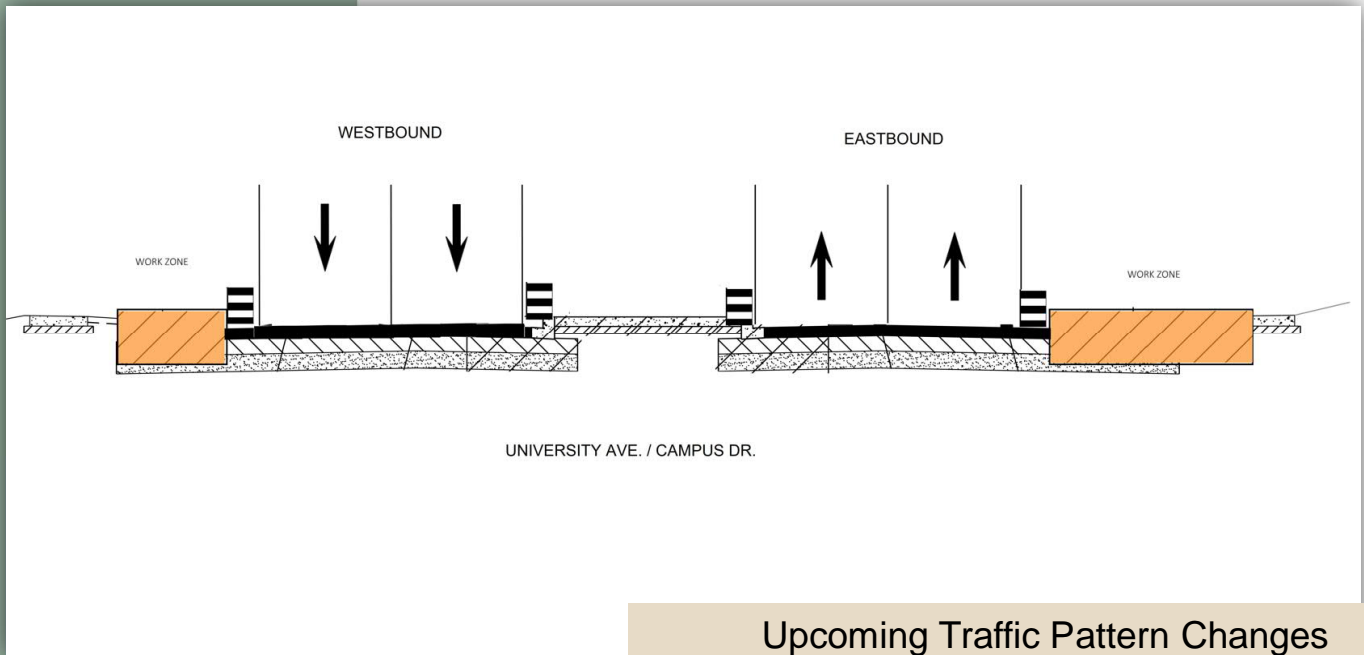 WESTBOUND
EASTBOUND
WORK ZONE
WORK ZONE
UNIVERSITY AVE. / CAMPUS DR.
Upcoming Traffic Pattern Changes